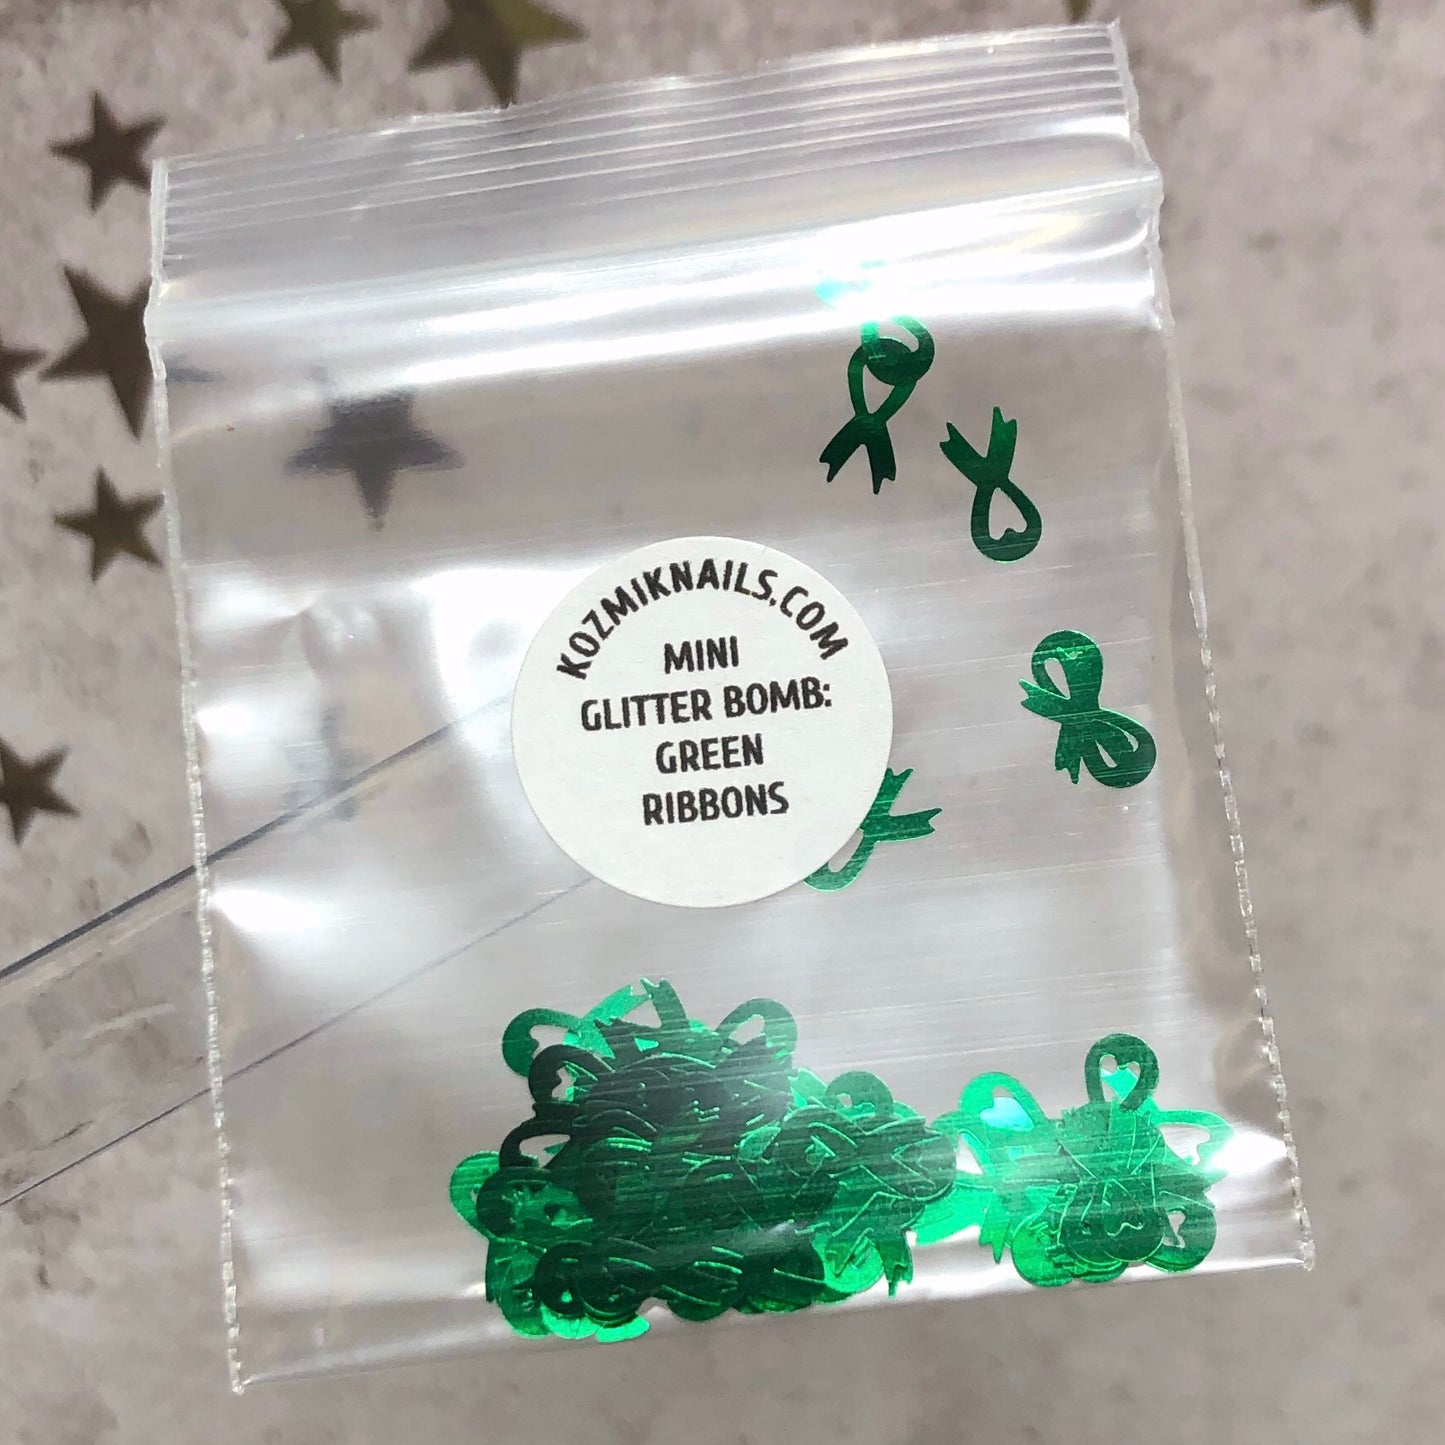 KOZMIKNAILS.COM
MINI
GLITTER BOMB:
GREEN
RIBBONS